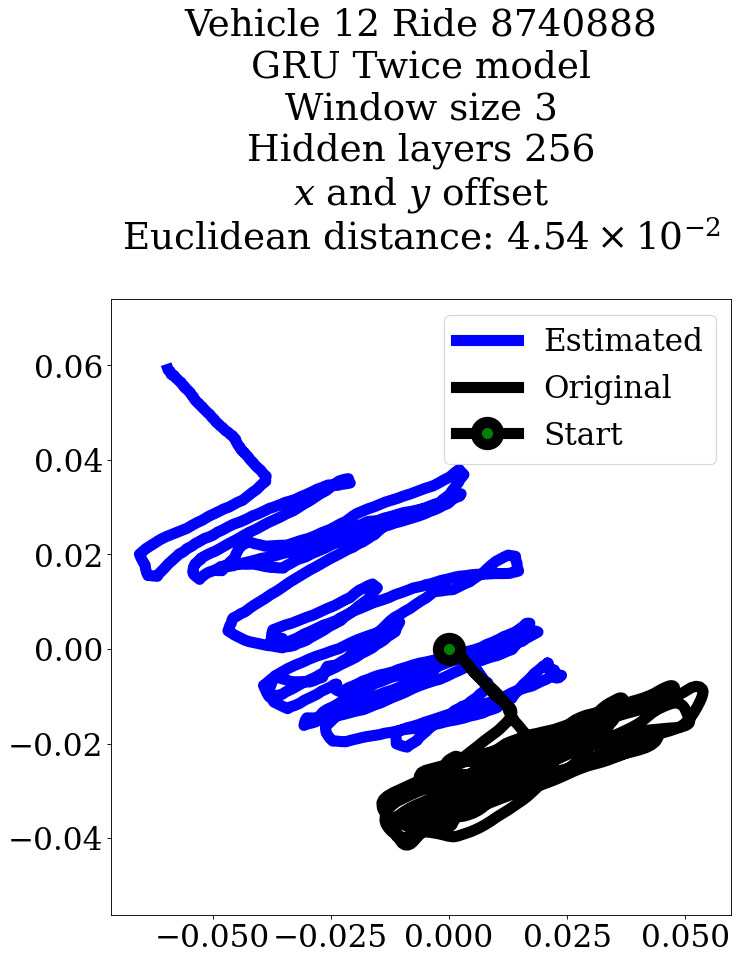 Vehicle 12 Ride 8740888
GRU Twice model
Window size 3
Hidden layers 256
x and y offset
Euclidean distance: 4.54 × 10⁻²
Estimated
Original
Start
0.06
0.04
0.02
0.00
−0.02
−0.04
−0.050 −0.025 0.000 0.025 0.050